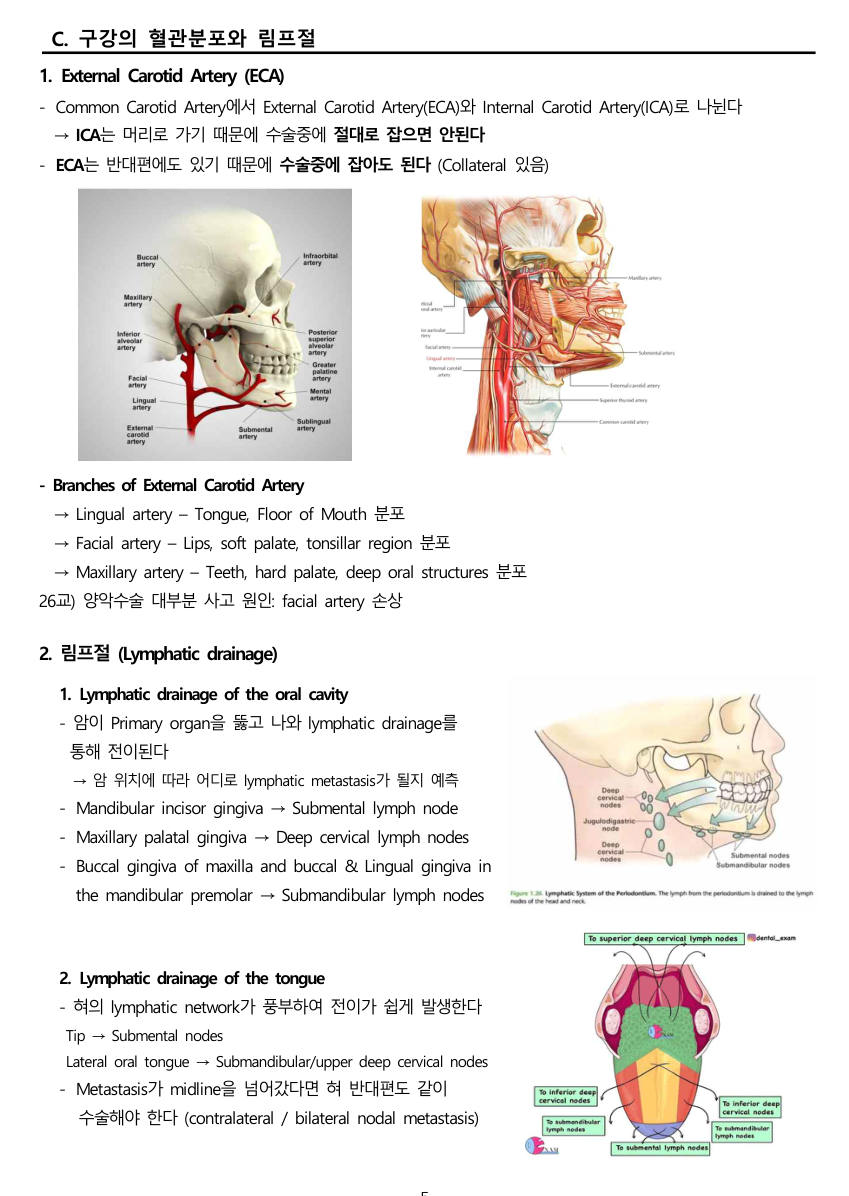 C. 구강의 혈관분포와 림프절
1. External Carotid Artery (ECA)
- Common Carotid Artery에서 External Carotid Artery(ECA)와 Internal Carotid Artery(ICA)로 나뉜다
→ ICA는 머리로 가기 때문에 수술중에 절대로 잡으면 안된다
- ECA는 반대편에도 있기 때문에 수술중에 잡아도 된다 (Collateral 있음)
Buccal
artery
Infraorbital
artery
Maxillary
artery
Inferior
alveolar
artery
Posterior
superior
alveolar
artery
Greater
palatine
artery
Facial
artery
Mental
artery
Lingual
artery
Sublingual
artery
External
carotid
artery
Submental
artery
Maxillary artery
Facial artery
Lingual artery
Internal carotid
artery
Submental artery
External carotid artery
Superior thyroid artery
Common carotid artery
- Branches of External Carotid Artery
→ Lingual artery – Tongue, Floor of Mouth 분포
→ Facial artery – Lips, soft palate, tonsillar region 분포
→ Maxillary artery – Teeth, hard palate, deep oral structures 분포
26교) 양악수술 대부분 사고 원인: facial artery 손상
2. 림프절 (Lymphatic drainage)
1. Lymphatic drainage of the oral cavity
- 암이 Primary organ을 뚫고 나와 lymphatic drainage를
통해 전이된다
→ 암 위치에 따라 어디로 lymphatic metastasis가 될지 예측
- Mandibular incisor gingiva → Submental lymph node
- Maxillary palatal gingiva → Deep cervical lymph nodes
- Buccal gingiva of maxilla and buccal & Lingual gingiva in
the mandibular premolar → Submandibular lymph nodes
Deep
cervical
nodes
Jugulodigastric
node
Deep
cervical
nodes
Submental nodes
Submandibular nodes
Figure 1.26. Lymphatic System of the Periodontium. The lymph from the periodontium is drained to the lymph
nodes of the head and neck.
2. Lymphatic drainage of the tongue
- 혀의 lymphatic network가 풍부하여 전이가 쉽게 발생한다
Tip → Submental nodes
Lateral oral tongue → Submandibular/upper deep cervical nodes
- Metastasis가 midline을 넘어갔다면 혀 반대편도 같이
수술해야 한다 (contralateral / bilateral nodal metastasis)
To superior deep cervical lymph nodes
dental_exam
To inferior deep
cervical nodes
To inferior deep
cervical nodes
To submandibular
lymph nodes
To submandibular
lymph nodes
To submental lymph nodes